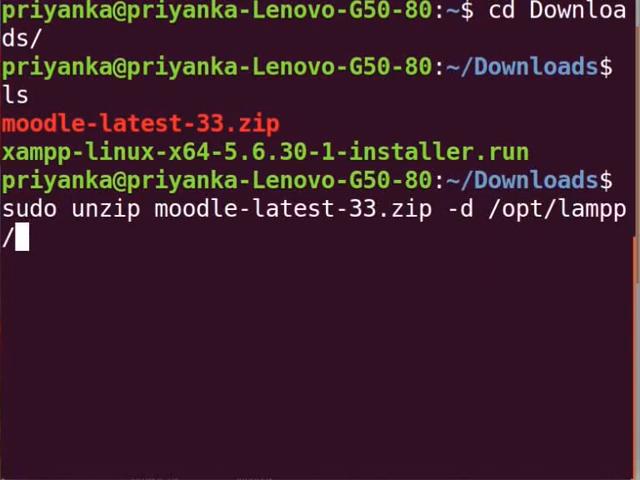 priyanka@priyanka-Lenovo-G50-80:~$ cd Downloa
ds/
priyanka@priyanka-Lenovo-G50-80:~/Downloads$
ls
moodle-latest-33.zip
xampp-linux-x64-5.6.30-1-installer.run
priyanka@priyanka-Lenovo-G50-80:~/Downloads$
sudo unzip moodle-latest-33.zip -d /opt/lampp
/